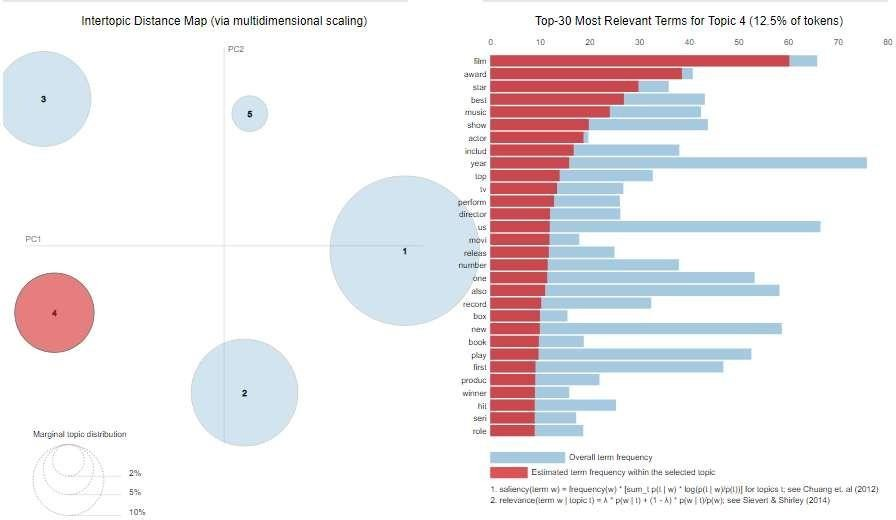 Intertopic Distance Map (via multidimensional scaling)
PC2
3
5
PC1
1
4
2
Marginal topic distribution
2%
5%
10%
Top-30 Most Relevant Terms for Topic 4 (12.5% of tokens)
0 10 20 30 40 50 60 70 80
film
award
star
best
music
show
actor
includ
year
top
tv
perform
director
us
movi
releas
number
one
also
record
box
new
book
play
first
produc
winner
hit
seri
role
Overall term frequency
Estimated term frequency within the selected topic
1. saliency(term w) = frequency(w) * [sum_t p(t | w) * log(p(t | w)/p(t))] for topics t; see Chuang et. al (2012)
2. relevance(term w | topic t) = λ * p(w | t) + (1 - λ) * p(w | t)/p(w); see Sievert & Shirley (2014)